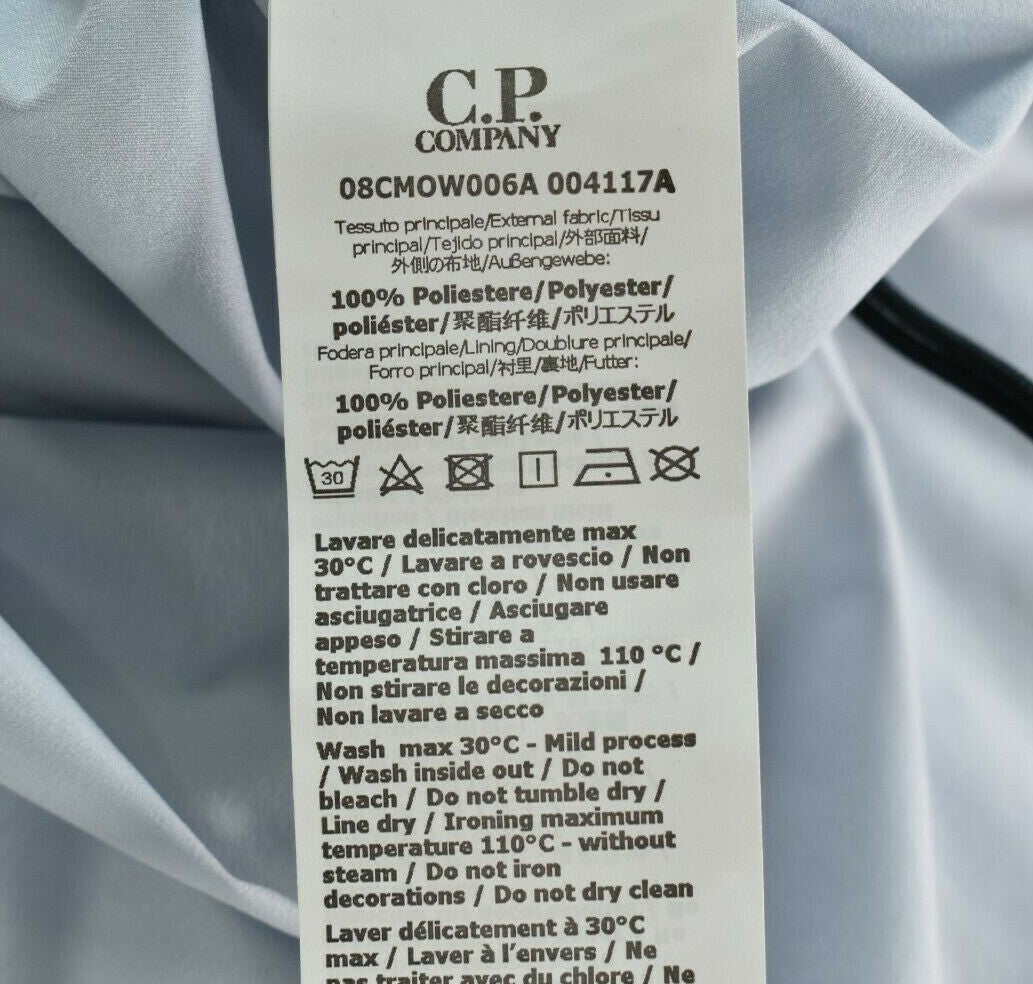 C.P.
COMPANY
08CMOW006A 004117A
Tessuto principale/External fabric/Tissu
principal/Tejido principal/外部面料/
外側の布地/Außengewebe:
100% Poliestere/Polyester/
poliéster/聚酯纤维/ポリエステル
Fodera principale/Lining/Doublure principale/
Forro principal/衬里/裏地/Futter:
100% Poliestere/Polyester/
poliéster/聚酯纤维/ポリエステル
30
Lavare delicatamente max
30°C / Lavare a rovescio / Non
trattare con cloro / Non usare
asciugatrice / Asciugare
appeso / Stirare a
temperatura massima 110 °C /
Non stirare le decorazioni /
Non lavare a secco
Wash max 30°C - Mild process
/ Wash inside out / Do not
bleach / Do not tumble dry /
Line dry / Ironing maximum
temperature 110°C - without
steam / Do not iron
decorations / Do not dry clean
Laver délicatement à 30°C
max / Laver à l'envers / Ne
pas traiter avec du chlore / Ne